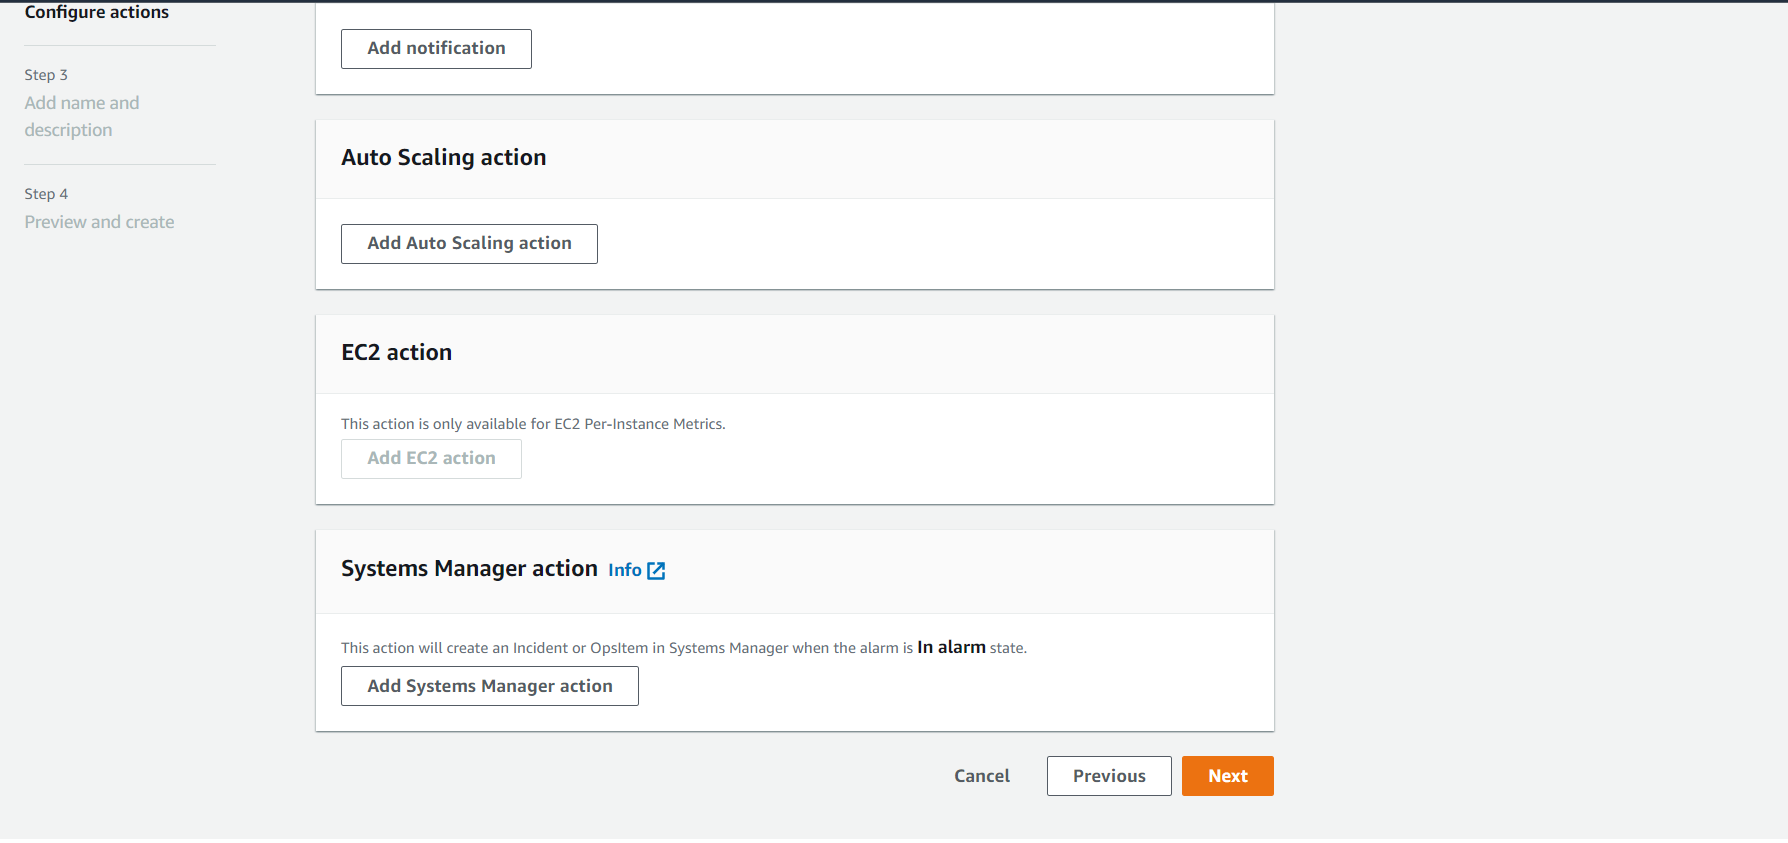 Configure actions
Step 3
Add name and
description
Step 4
Preview and create
Add notification
Auto Scaling action
Add Auto Scaling action
EC2 action
This action is only available for EC2 Per-Instance Metrics.
Add EC2 action
Systems Manager action Info
This action will create an Incident or OpsItem in Systems Manager when the alarm is In alarm state.
Add Systems Manager action
Cancel Previous Next